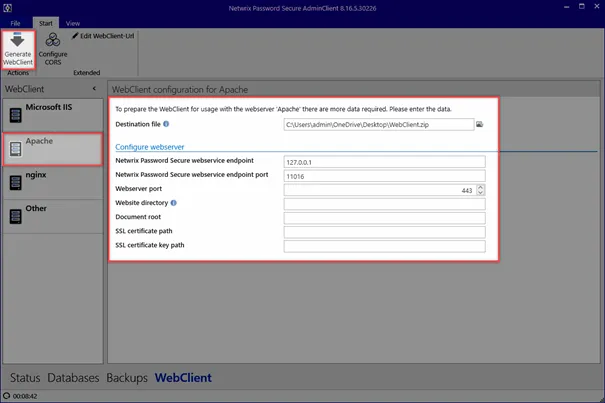 Netwrix Password Secure AdminClient 8.16.5.30226
File Start View
Generate WebClient
Configure CORS
Edit WebClient-Url
Actions Extended
WebClient
WebClient configuration for Apache
Microsoft IIS
Apache
nginx
Other
To prepare the WebClient for usage with the webserver 'Apache' there are more data required. Please enter the data.
Destination file C:\Users\admin\OneDrive\Desktop\WebClient.zip
Configure webserver
Netwrix Password Secure webservice endpoint 127.0.0.1
Netwrix Password Secure webservice endpoint port 11016
Webserver port 443
Website directory
Document root
SSL certificate path
SSL certificate key path
Status Databases Backups WebClient
00:08:42